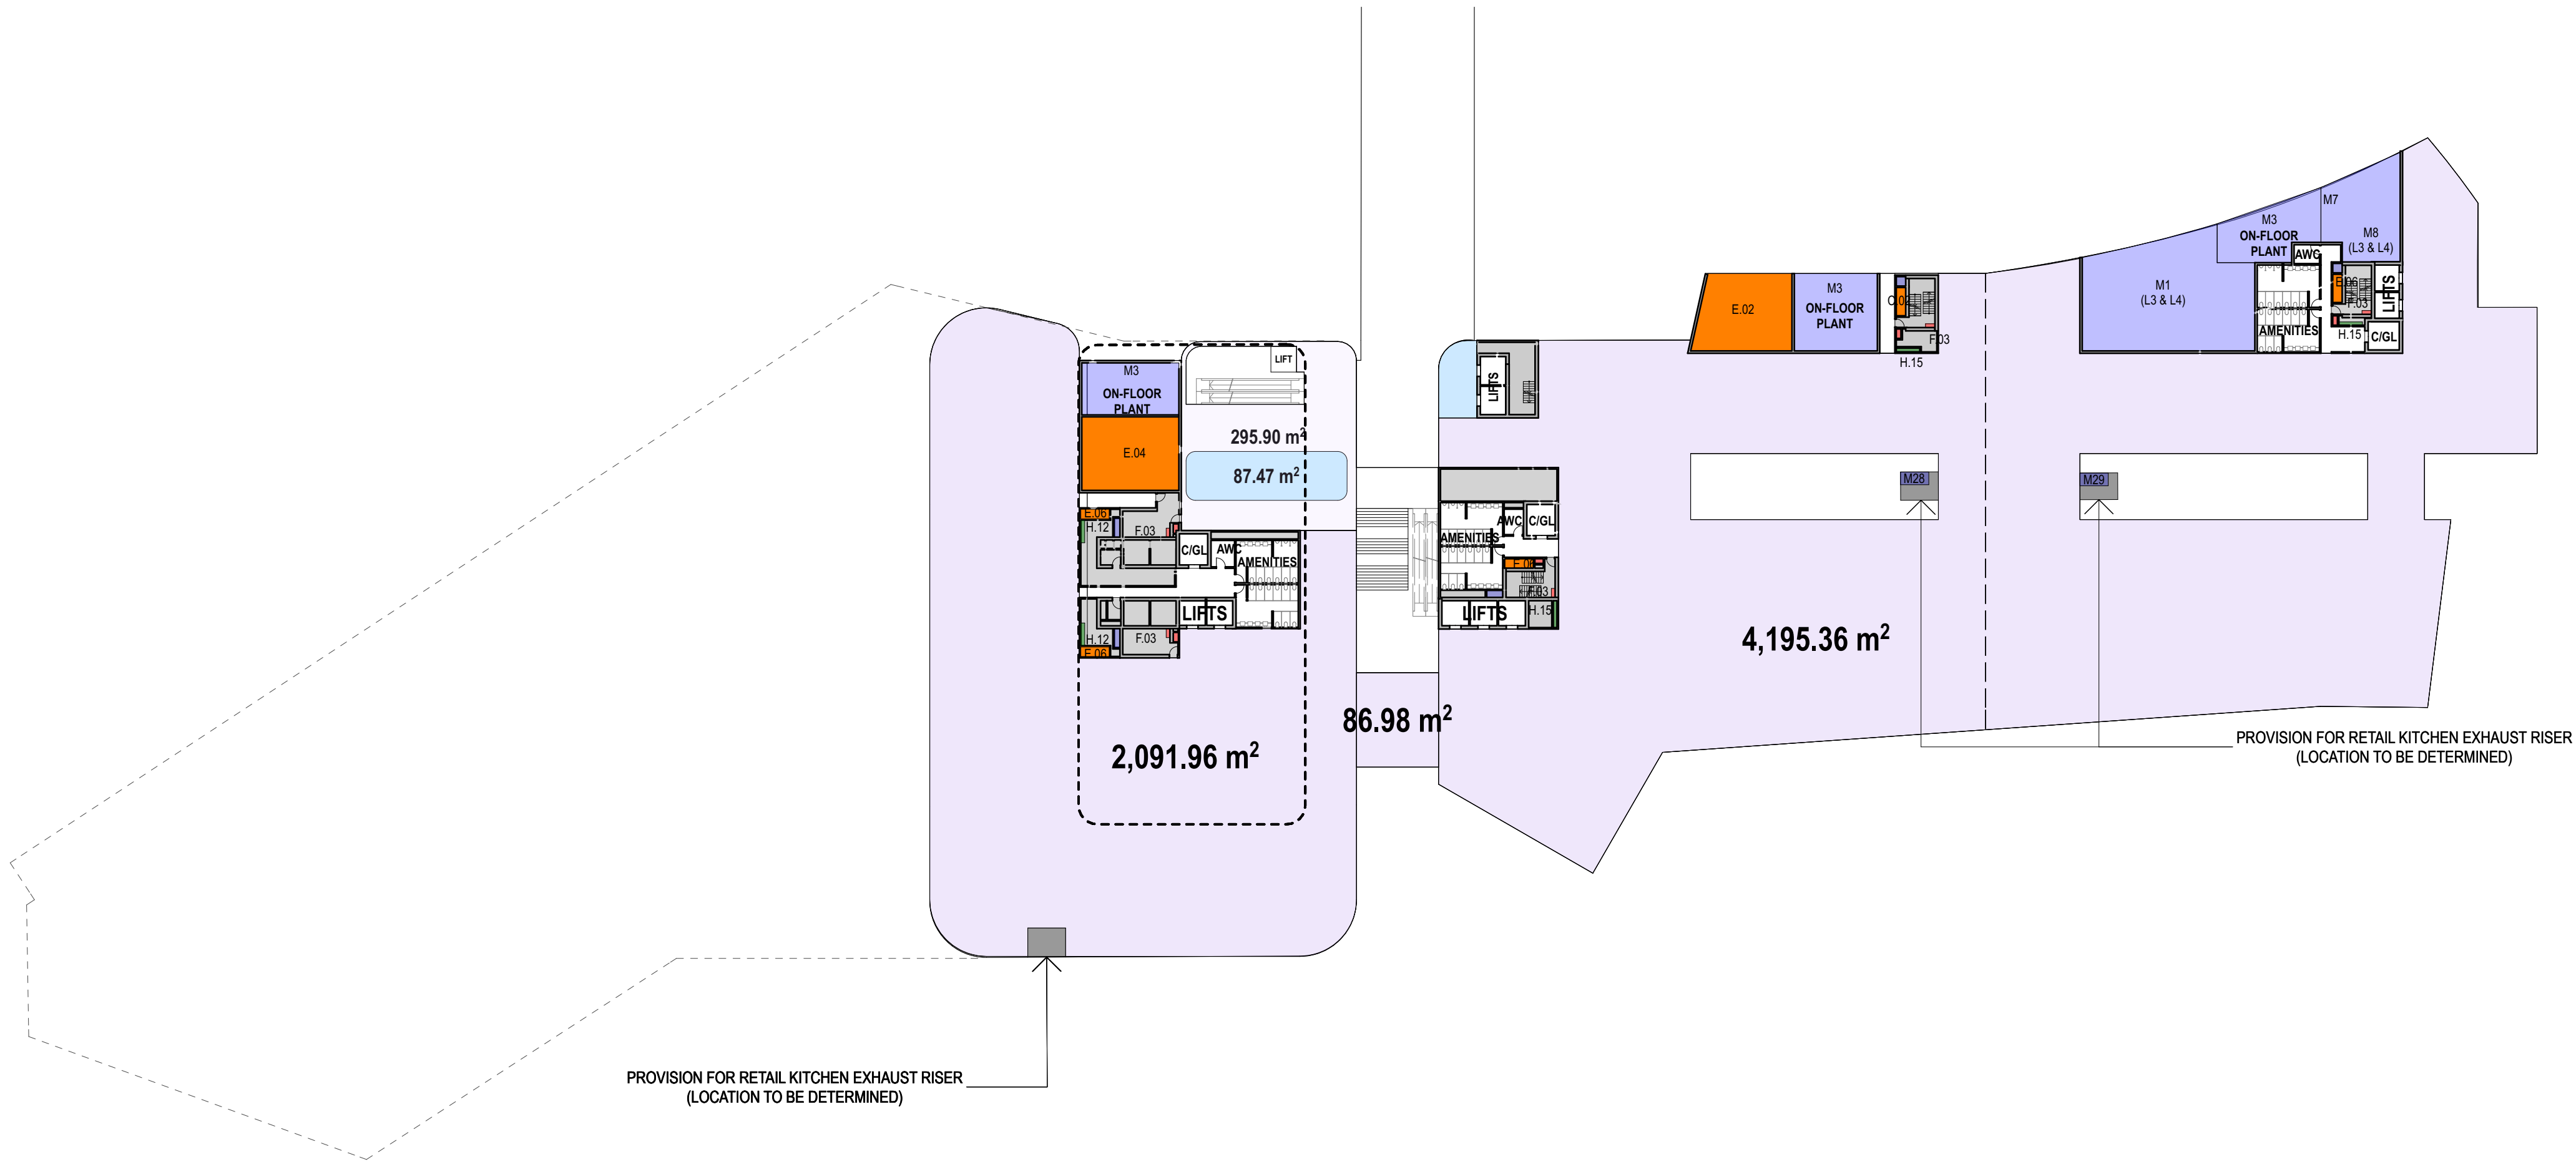 M7
M3
ON-FLOOR
PLANT
M8
(L3 & L4)
AWC
M1
(L3 & L4)
E.06
F.03
LIFTS
AMENITIES
H.15
C/GL
E.02
M3
ON-FLOOR
PLANT
F.03
H.15
LIFT
M3
ON-FLOOR
PLANT
LIFTS
295.90 m²
E.04
87.47 m²
M28
M29
E.06
H.12
F.03
C/GL
AWC
AMENITIES
AWC
C/GL
AMENITIES
F.03
H.15
LIFTS
LIFTS
H.12
F.03
E.06
4,195.36 m²
86.98 m²
2,091.96 m²
PROVISION FOR RETAIL KITCHEN EXHAUST RISER
(LOCATION TO BE DETERMINED)
PROVISION FOR RETAIL KITCHEN EXHAUST RISER
(LOCATION TO BE DETERMINED)